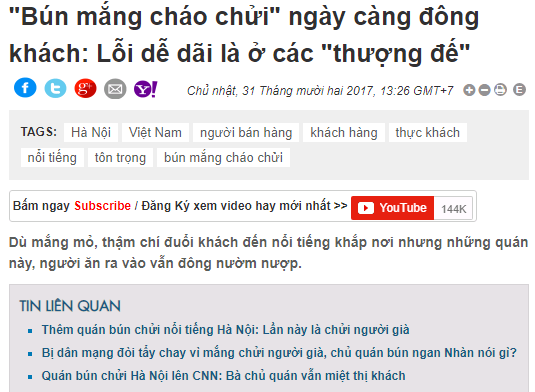 "Bún mắng cháo chửi" ngày càng đông
khách: Lỗi dễ dãi là ở các "thượng đế"
Chủ nhật, 31 Tháng mười hai 2017, 13:26 GMT+7
TAGS: Hà Nội Việt Nam người bán hàng khách hàng thực khách
nổi tiếng tôn trọng bún mắng cháo chửi
Bấm ngay Subscribe / Đăng Ký xem video hay mới nhất >> YouTube 144K
Dù mắng mỏ, thậm chí đuổi khách đến nổi tiếng khắp nơi nhưng những quán
này, người ăn ra vào vẫn đông nườm nượp.
TIN LIÊN QUAN
Thêm quán bún chửi nổi tiếng Hà Nội: Lần này là chửi người già
Bị dân mạng đòi tẩy chay vì mắng chửi người già, chủ quán bún ngan Nhàn nói gì?
Quán bún chửi Hà Nội lên CNN: Bà chủ quán vẫn miệt thị khách